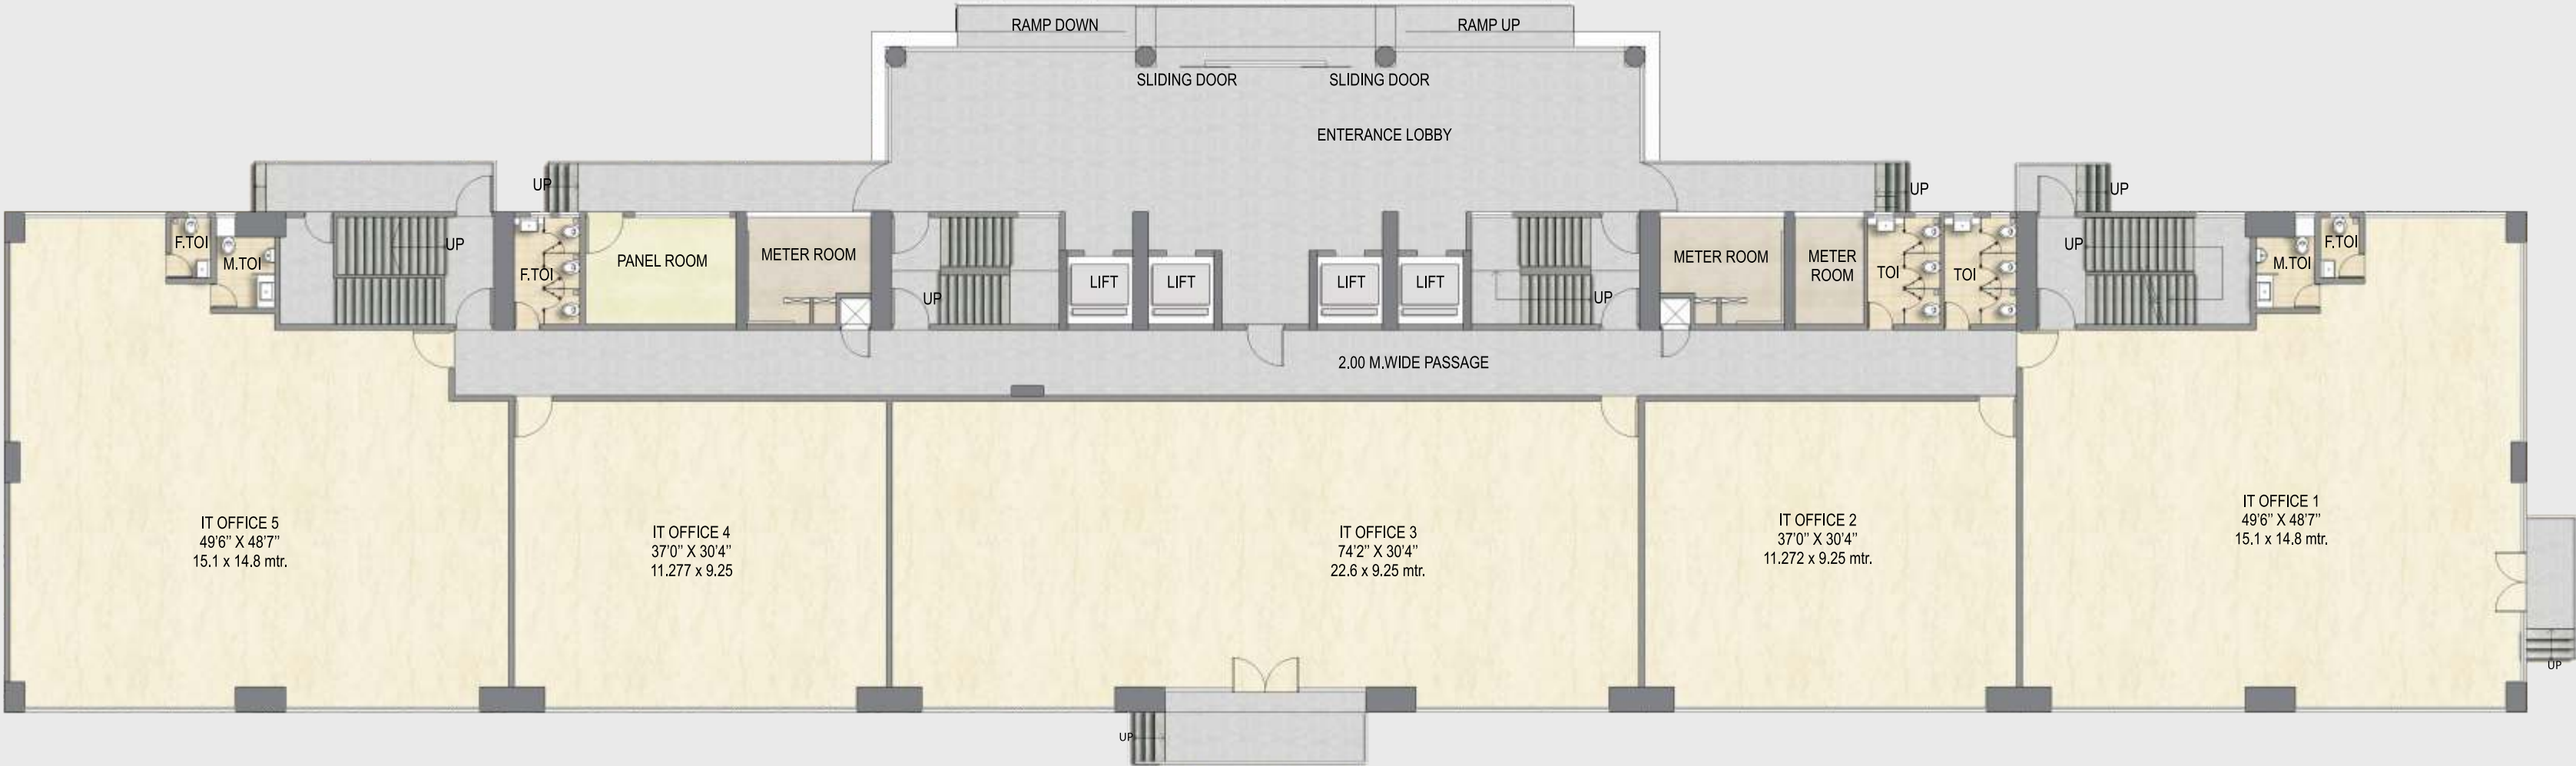 RAMP DOWN
RAMP UP
SLIDING DOOR
SLIDING DOOR
ENTERANCE LOBBY
UP
UP
UP
F.TOI
M.TOI
UP
F.TOI
PANEL ROOM
METER ROOM
UP
LIFT
LIFT
LIFT
LIFT
UP
METER ROOM
METER
ROOM
TOI
TOI
UP
M.TOI
F.TOI
2.00 M.WIDE PASSAGE
IT OFFICE 5
49'6" X 48'7"
15.1 x 14.8 mtr.
IT OFFICE 4
37'0" X 30'4"
11.277 x 9.25
IT OFFICE 3
74'2" X 30'4"
22.6 x 9.25 mtr.
IT OFFICE 2
37'0" X 30'4"
11.272 x 9.25 mtr.
IT OFFICE 1
49'6" X 48'7"
15.1 x 14.8 mtr.
UP
UP